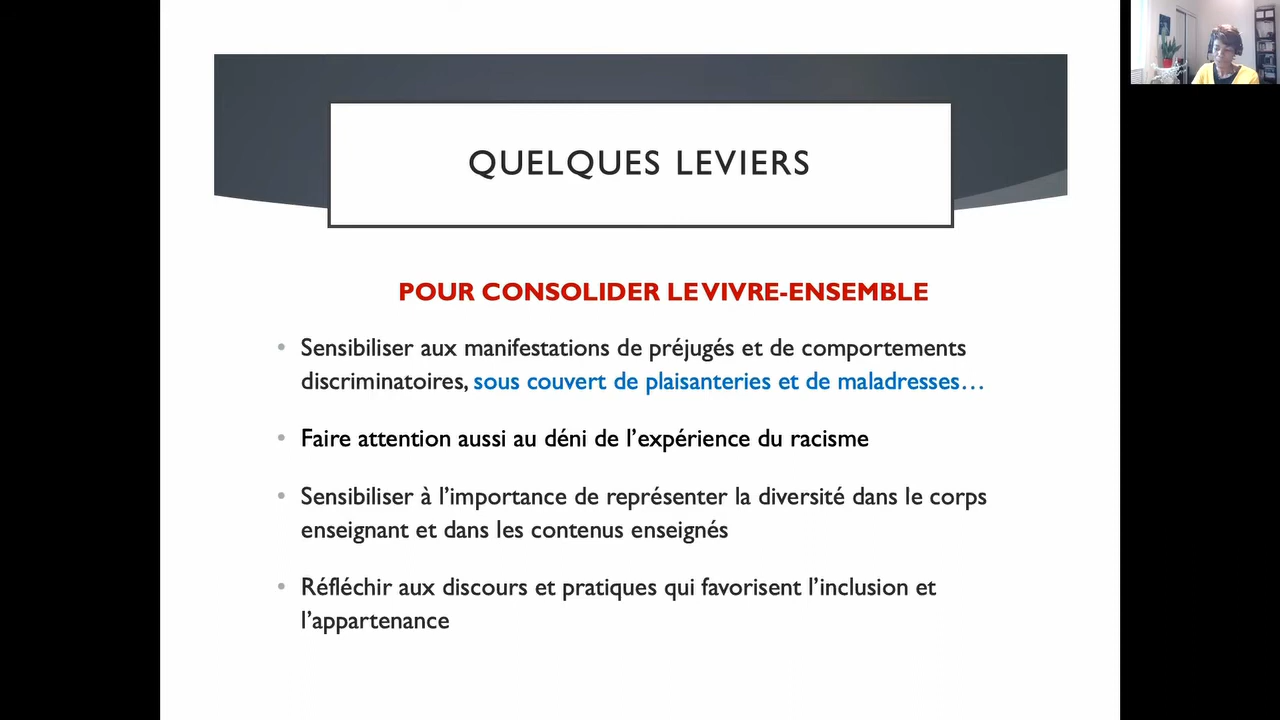 QUELQUES LEVIERS
POUR CONSOLIDER LE VIVRE-ENSEMBLE
• Sensibiliser aux manifestations de préjugés et de comportements
discriminatoires, sous couvert de plaisanteries et de maladresses…
• Faire attention aussi au déni de l’expérience du racisme
• Sensibiliser à l’importance de représenter la diversité dans le corps
enseignant et dans les contenus enseignés
• Réfléchir aux discours et pratiques qui favorisent l’inclusion et
l’appartenance